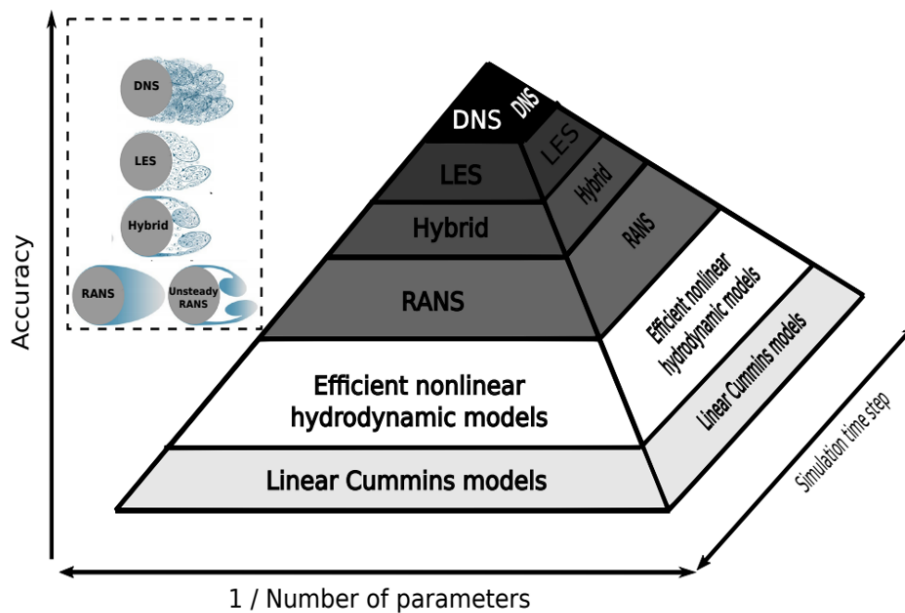 Accuracy
DNS
LES
Hybrid
RANS
Unsteady
RANS
DNS
LES
Hybrid
RANS
Efficient nonlinear
hydrodynamic models
Linear Cummins models
DNS
LES
Hybrid
RANS
Efficient nonlinear
hydrodynamic models
Linear Cummins models
Simulation time step
1 / Number of parameters